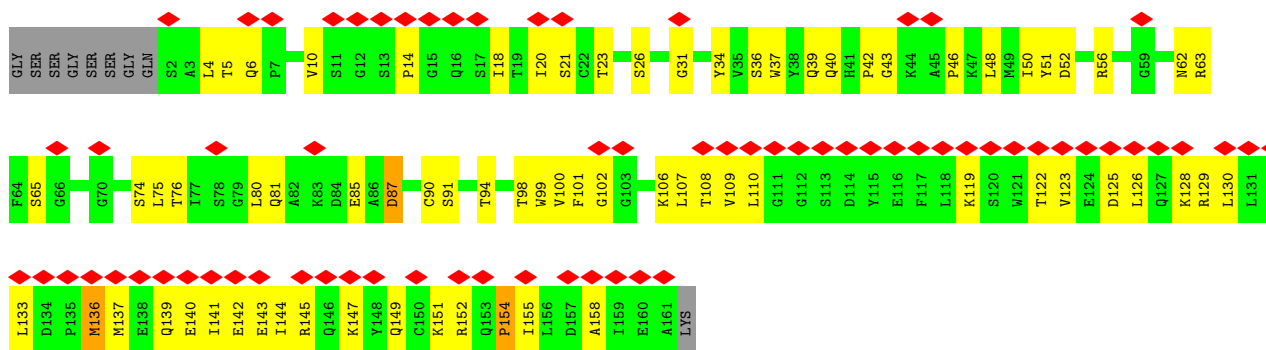 GLY SER SER GLY SER SER GLY GLN S2 A3 L4 T5 Q6 P7 V10 S11 G12 S13 P14 G15 Q16 S17 I18 T19 I20 S21 C22 T23 S26 G31 Y34 V35 S36 W37 Y38 Q39 Q40 H41 P42 G43 K44 A45 P46 K47 L48 M49 I50 Y51 D52 R56 G59 N62 R63
F64 S65 G66 G70 S74 L75 T76 I77 S78 G79 L80 Q81 A82 K83 D84 E85 A86 D87 C90 S91 T94 T98 W99 V100 F101 G102 G103 K106 L107 T108 V109 L110 G111 G112 S113 D114 Y115 E116 F117 L118 K119 S120 W121 T122 V123 E124 D125 L126 Q127 K128 R129 L130 L131
L133 D134 P135 M136 M137 E138 Q139 E140 I141 E142 E143 I144 R145 Q146 K147 Y148 Q149 G150 K151 R152 Q153 P154 I155 L156 D157 A158 I159 E160 A161 LYS